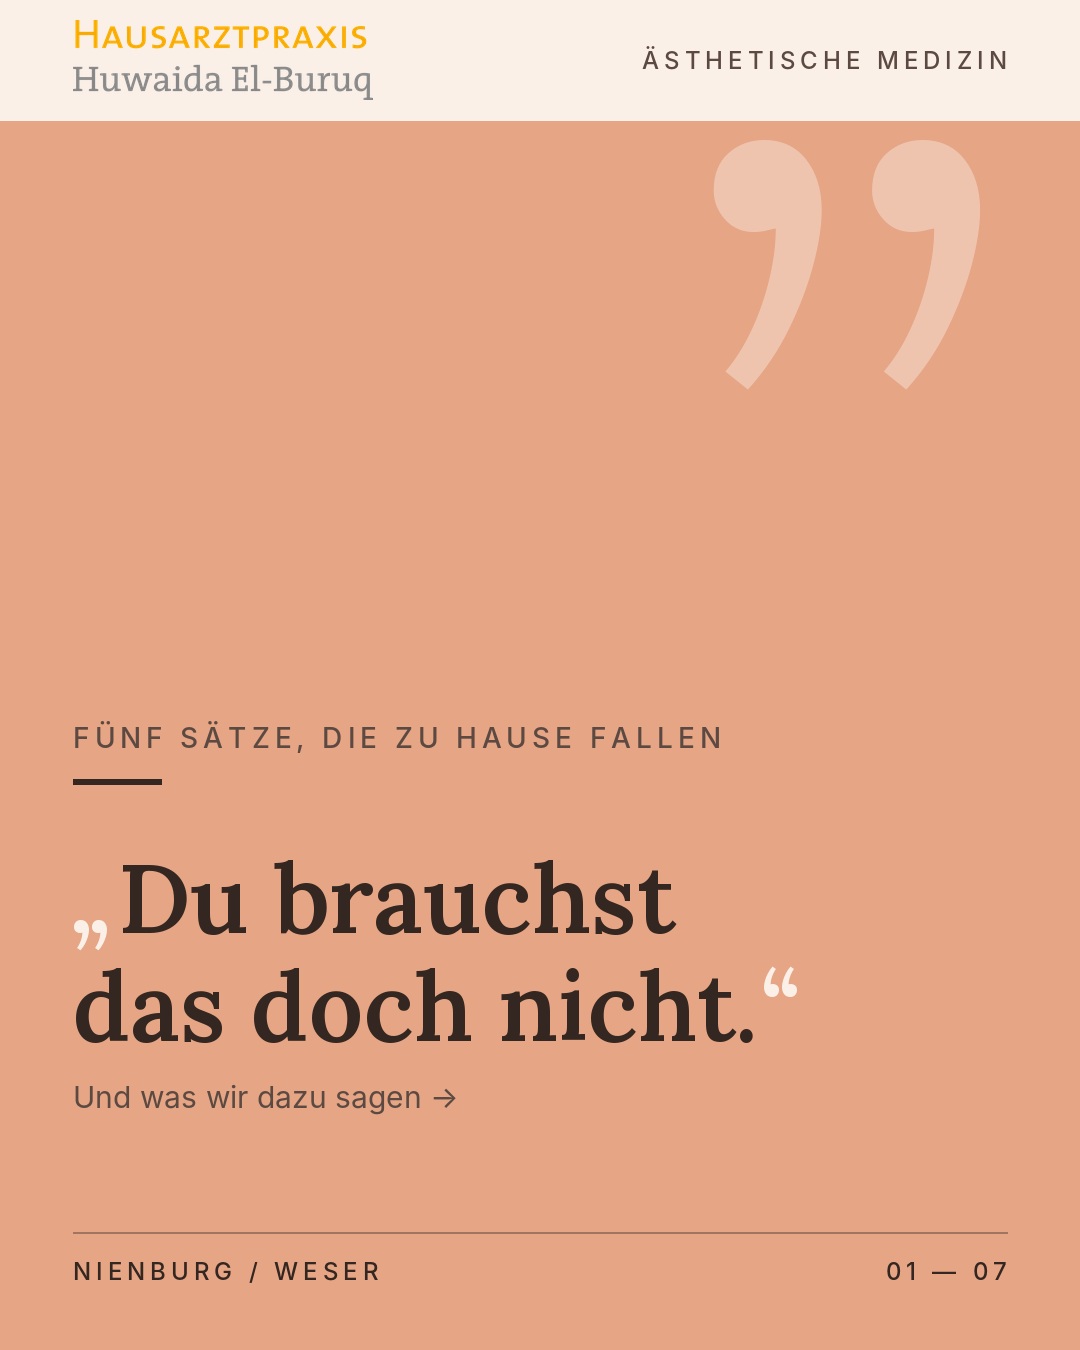 HAUSARZTPRAXIS
Huwaida El-Buruq
ÄSTHETISCHE MEDIZIN
”
FÜNF SÄTZE, DIE ZU HAUSE FALLEN
„Du brauchst
das doch nicht.“
Und was wir dazu sagen →
NIENBURG / WESER
01 — 07